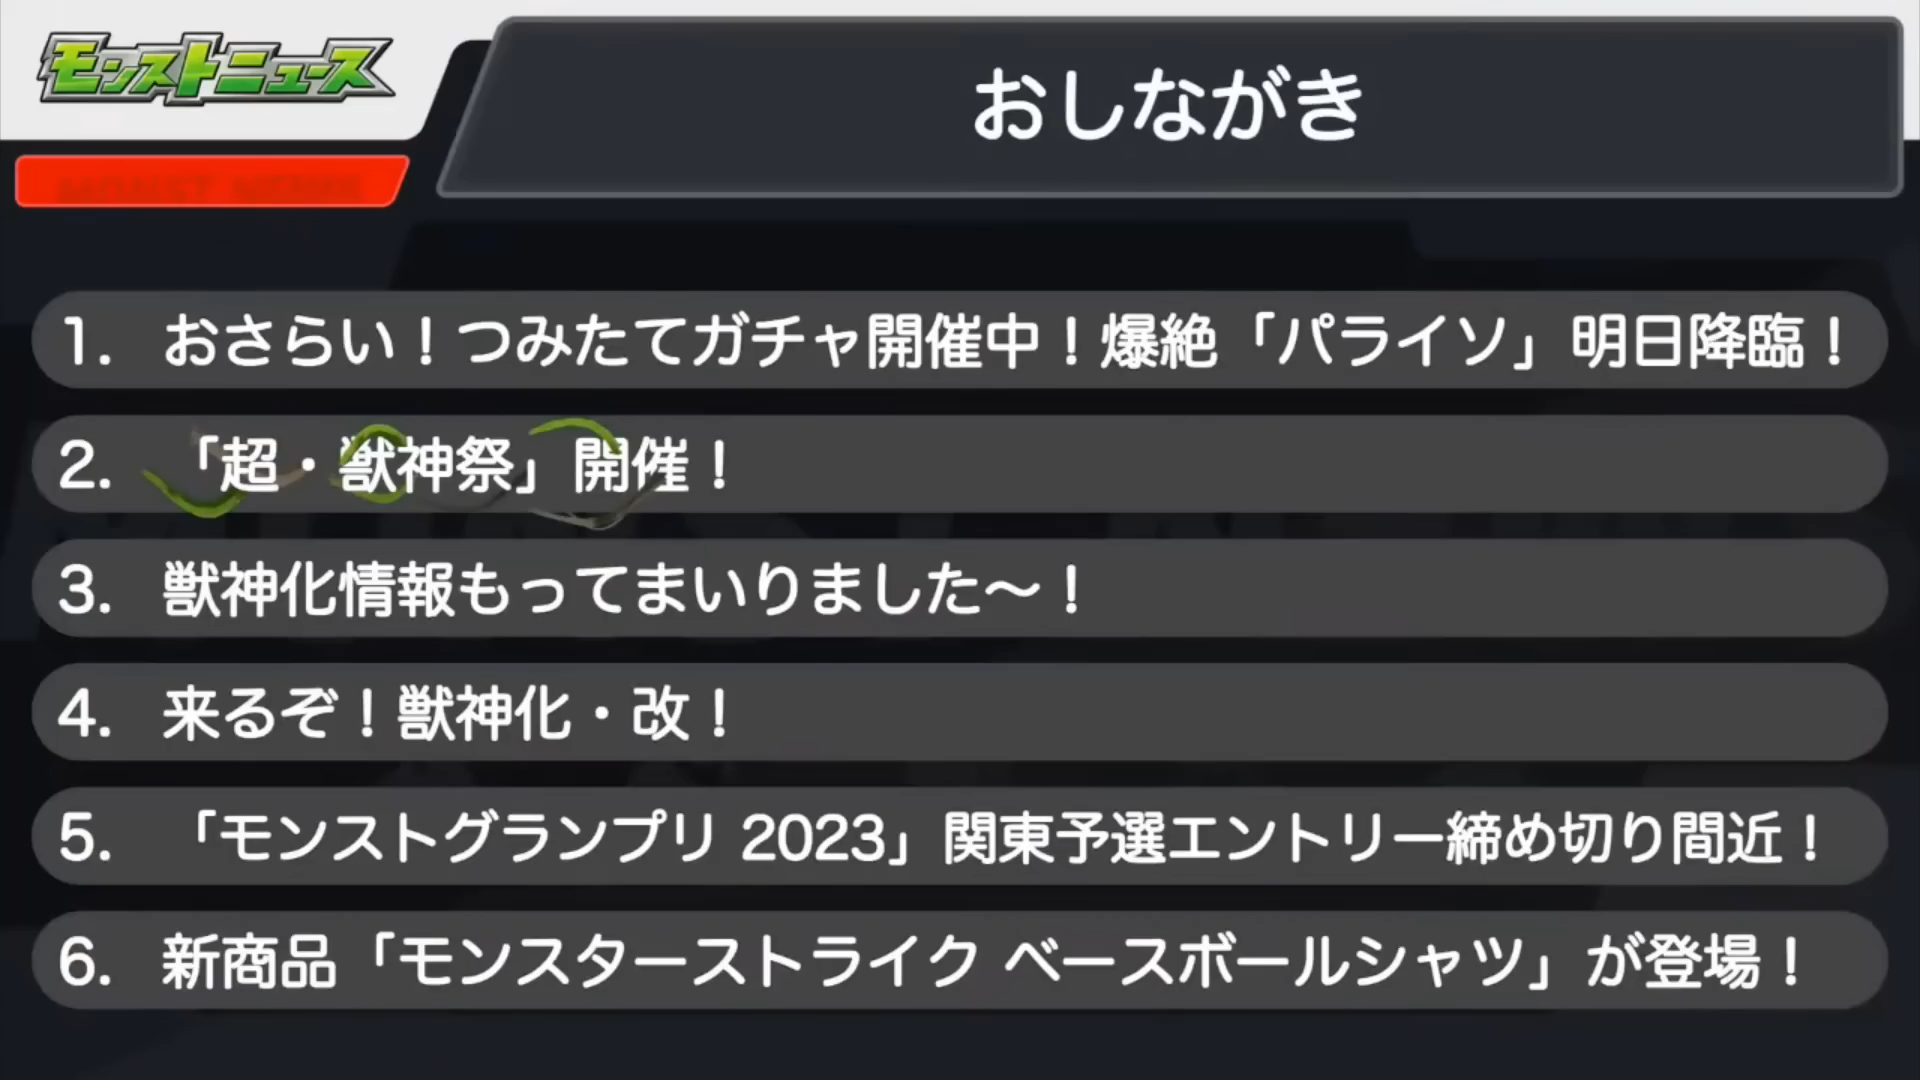 モンストニュース
MONST NEWS
おしながき
1. おさらい！つみたてガチャ開催中！爆絶「パライソ」明日降臨！
2. 「超・獣神祭」開催！
3. 獣神化情報もってまいりました～！
4. 来るぞ！獣神化・改！
5. 「モンストグランプリ 2023」関東予選エントリー締め切り間近！
6. 新商品「モンスターストライク ベースボールシャツ」が登場！